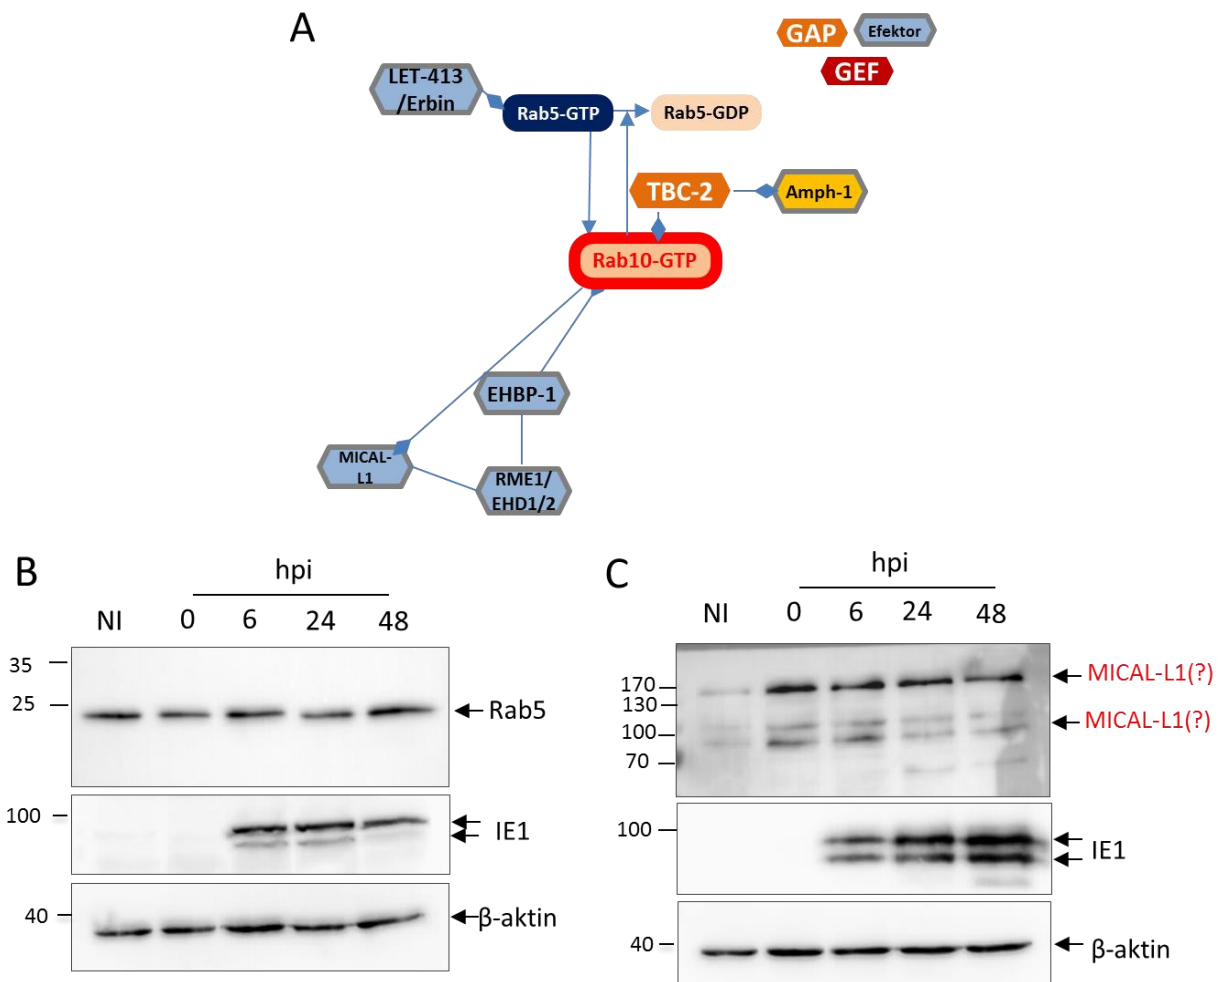 A
GAP
Efektor
GEF
LET-413
/Erbin
Rab5-GTP
Rab5-GDP
TBC-2
Amph-1
Rab10-GTP
EHBP-1
MICAL-
L1
RME1/
EHD1/2
B
hpi
NI 0 6 24 48
35
25
Rab5
100
IE1
40
β-aktin
C
hpi
NI 0 6 24 48
170
130
100
70
MICAL-L1(?)
MICAL-L1(?)
100
IE1
40
β-aktin